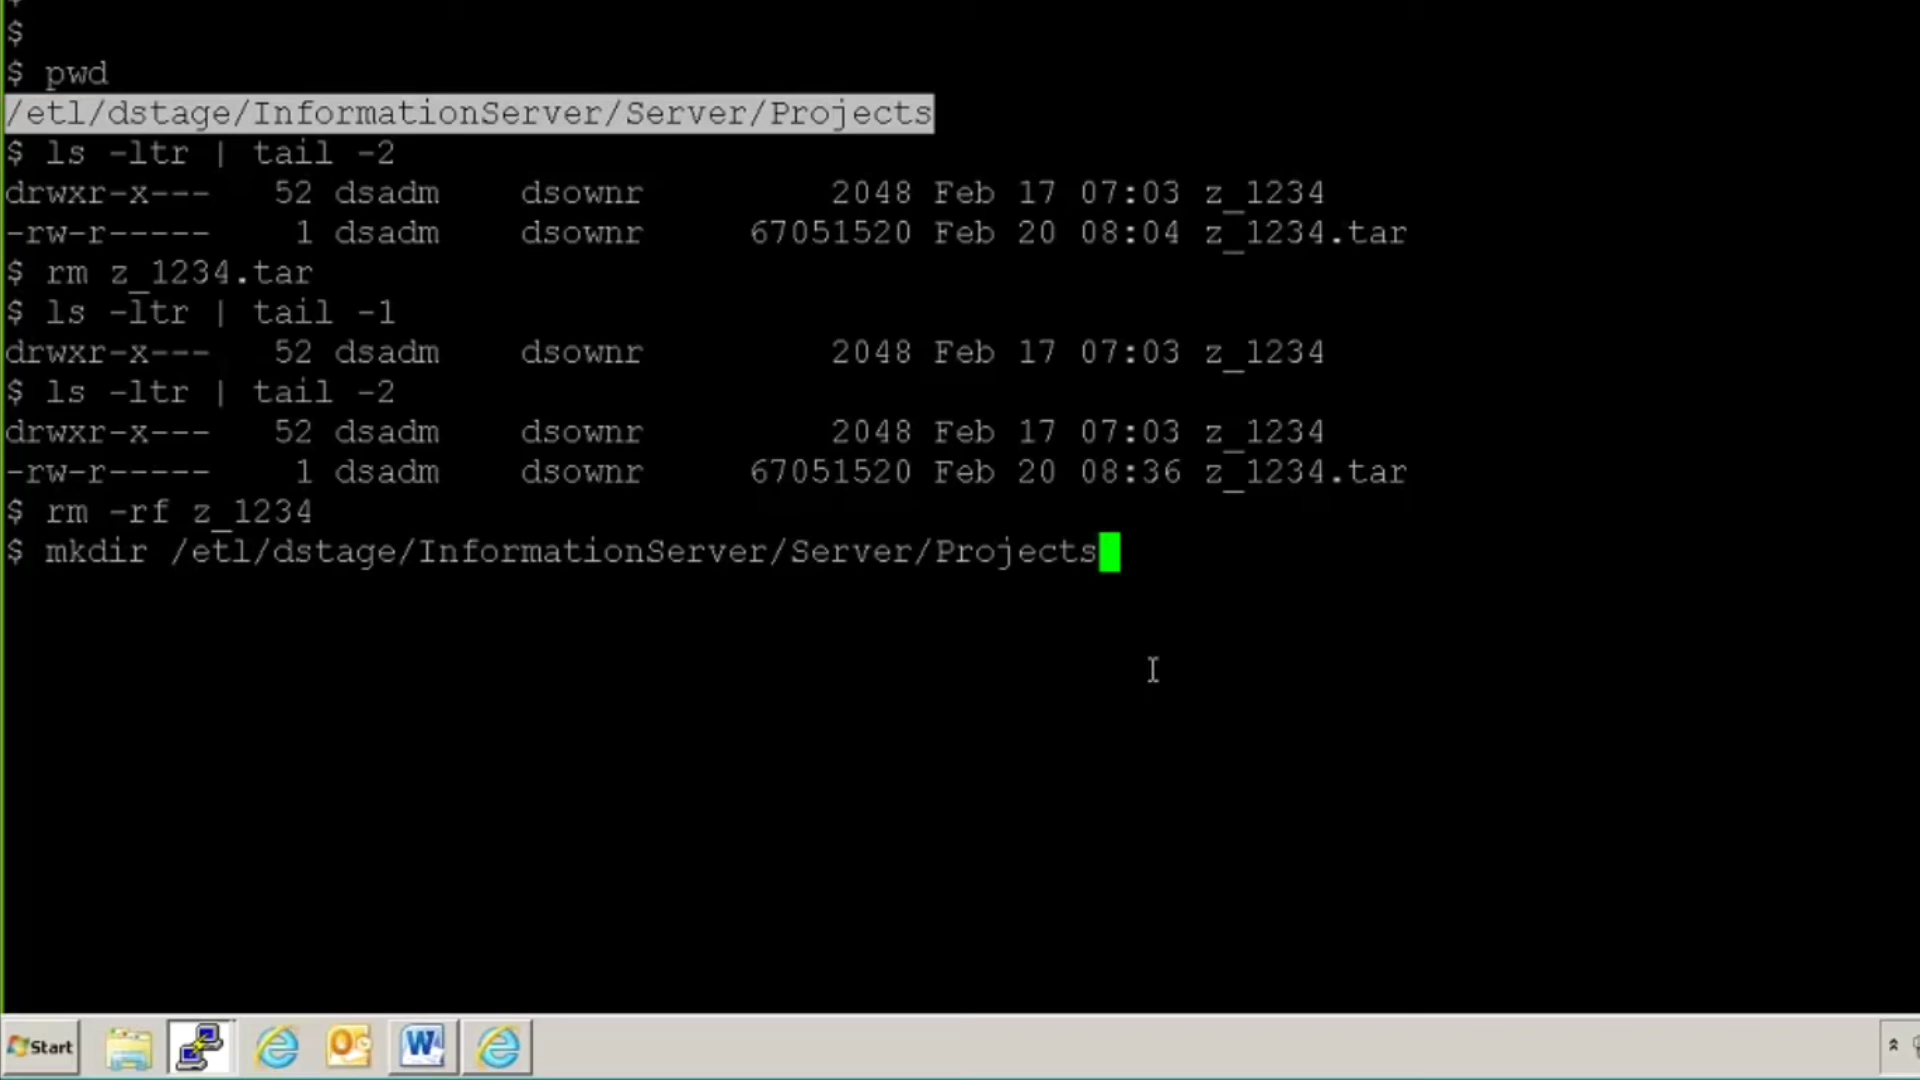 $
$ pwd
/etl/dstage/InformationServer/Server/Projects
$ ls -ltr | tail -2
drwxr-x--- 52 dsadm dsownr 2048 Feb 17 07:03 z_1234
-rw-r----- 1 dsadm dsownr 67051520 Feb 20 08:04 z_1234.tar
$ rm z_1234.tar
$ ls -ltr | tail -1
drwxr-x--- 52 dsadm dsownr 2048 Feb 17 07:03 z_1234
$ ls -ltr | tail -2
drwxr-x--- 52 dsadm dsownr 2048 Feb 17 07:03 z_1234
-rw-r----- 1 dsadm dsownr 67051520 Feb 20 08:36 z_1234.tar
$ rm -rf z_1234
$ mkdir /etl/dstage/InformationServer/Server/Projects
Start